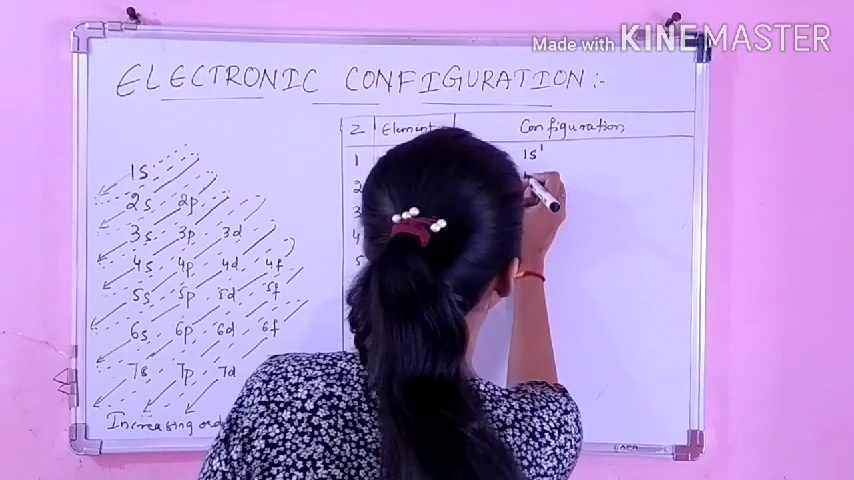 Made with KINEMASTER
ELECTRONIC CONFIGURATION :-
Z Element Configuration
1s
2s 2p
3s 3p 3d
4s 4p 4d 4f
5s 5p 5d 5f
6s 6p 6d 6f
7s 7p 7d
Increasing
1 1s¹
2
3
4
5